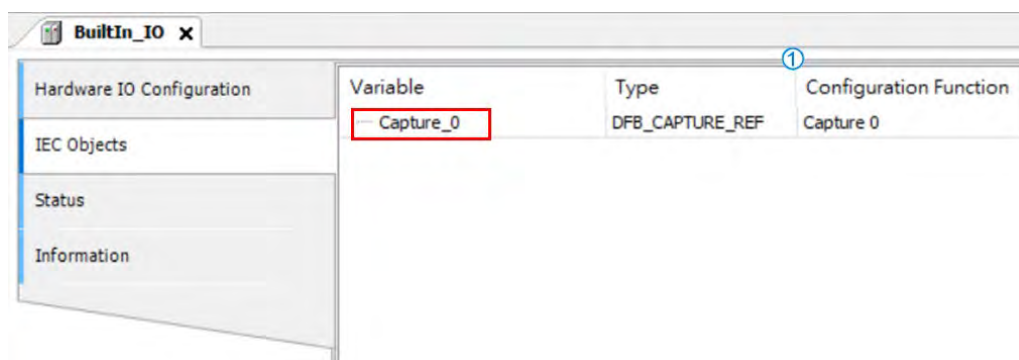 BuiltIn_IO X
①
Hardware IO Configuration
Variable Type Configuration Function
Capture_0 DFB_CAPTURE_REF Capture 0
IEC Objects
Status
Information